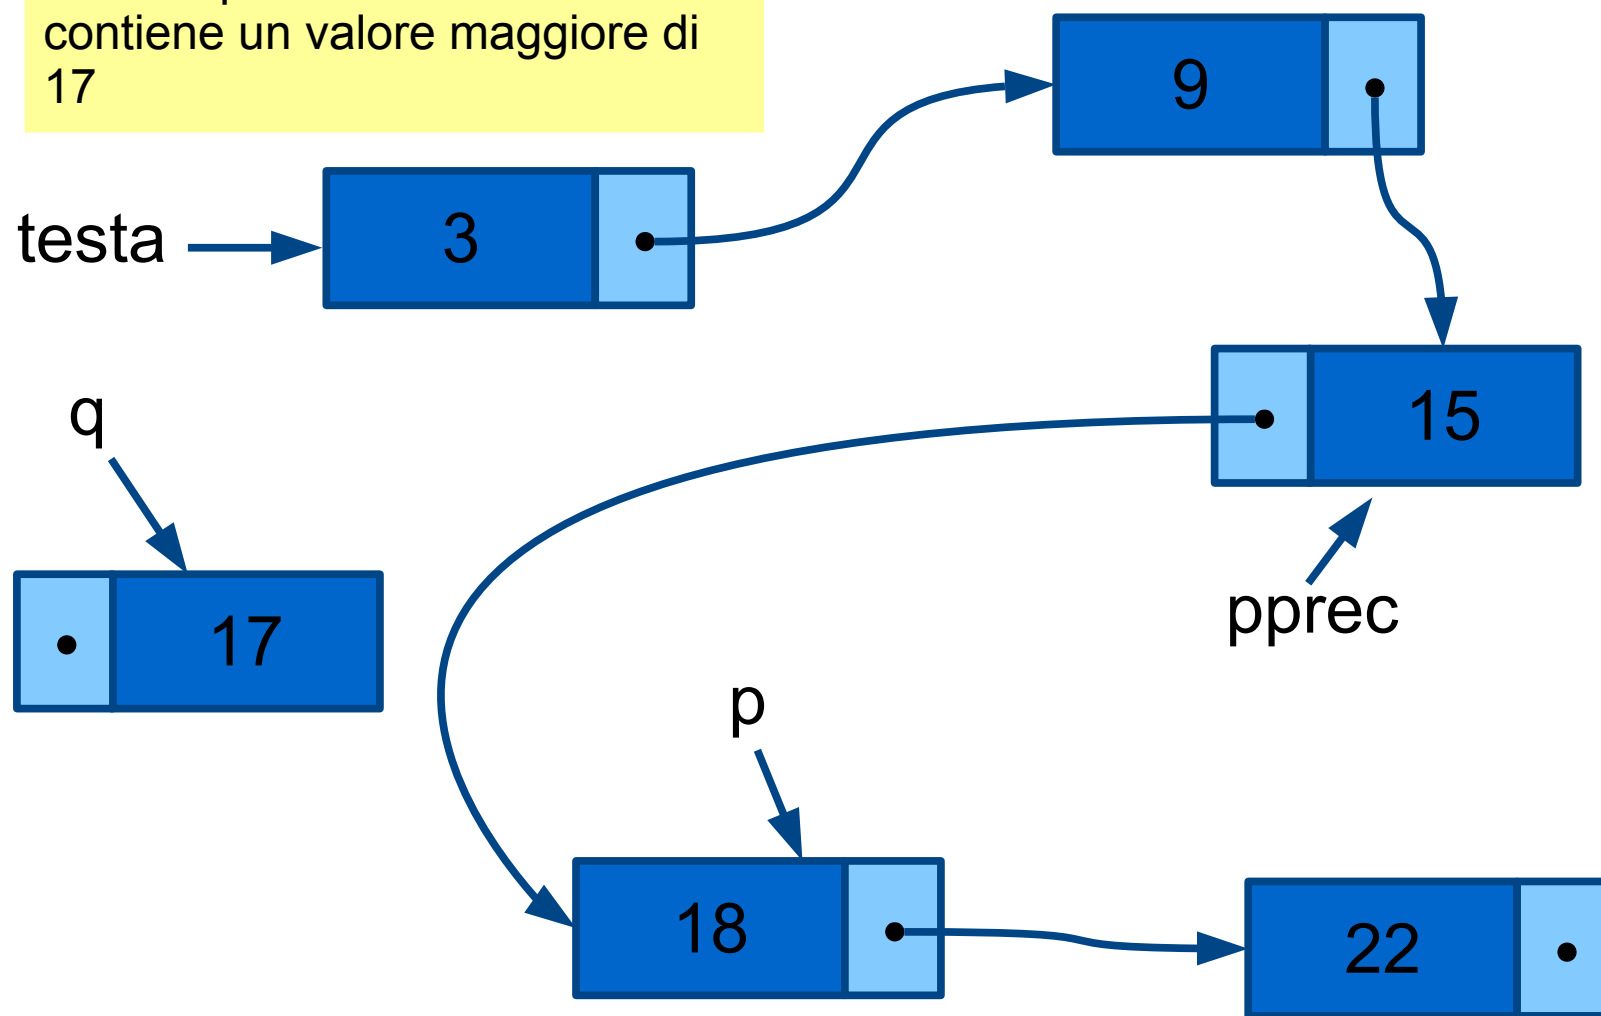 contiene un valore maggiore di
17
9
testa
3
15
q
17
pprec
p
18
22